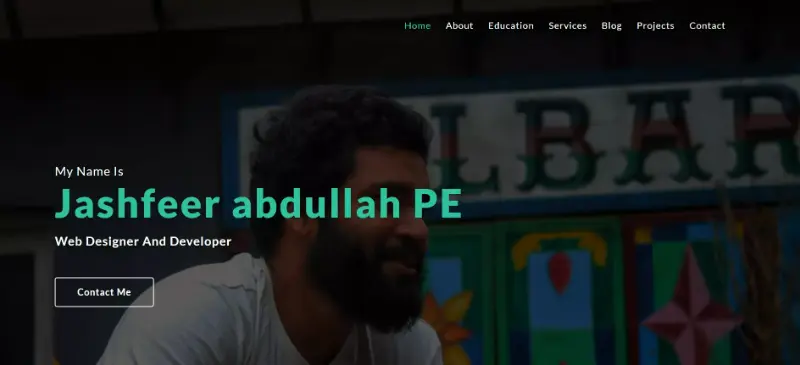 Home About Education Services Blog Projects Contact
LBAR
My Name Is
Jashfeer abdullah PE
Web Designer And Developer
Contact Me